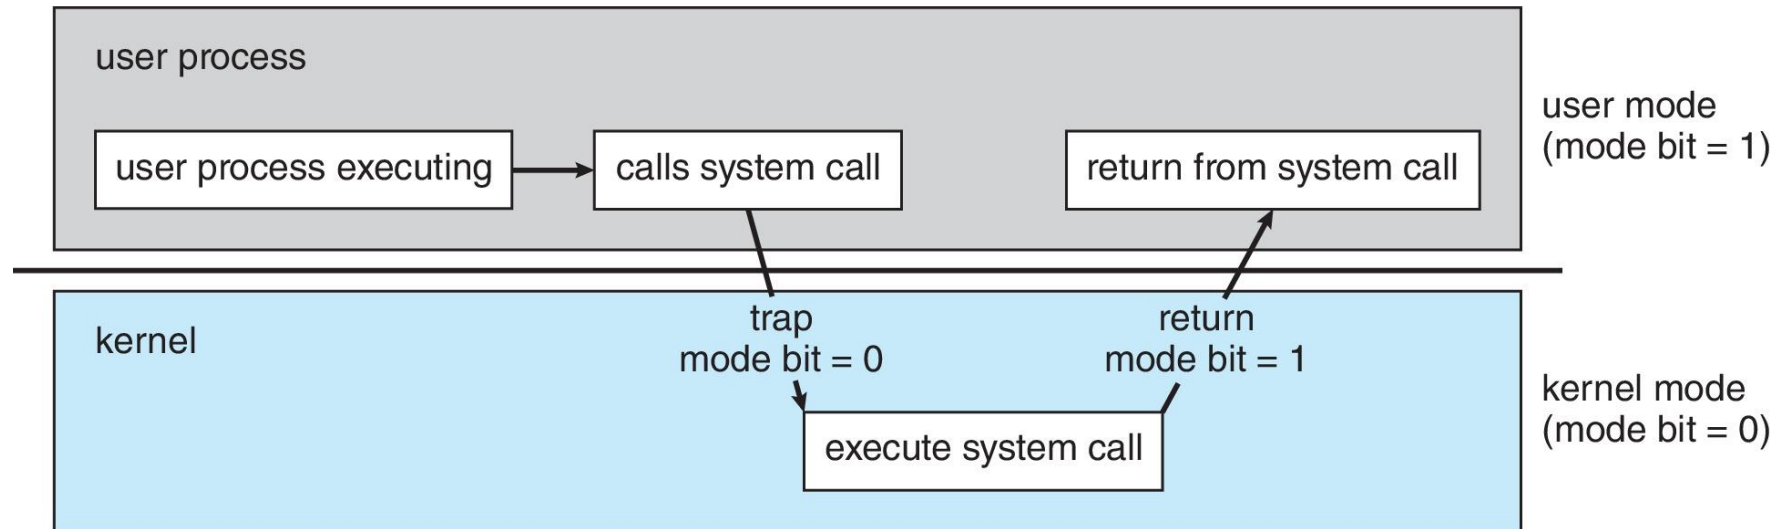 user process
user process executing
calls system call
return from system call
user mode
(mode bit = 1)
kernel
trap
mode bit = 0
return
mode bit = 1
execute system call
kernel mode
(mode bit = 0)